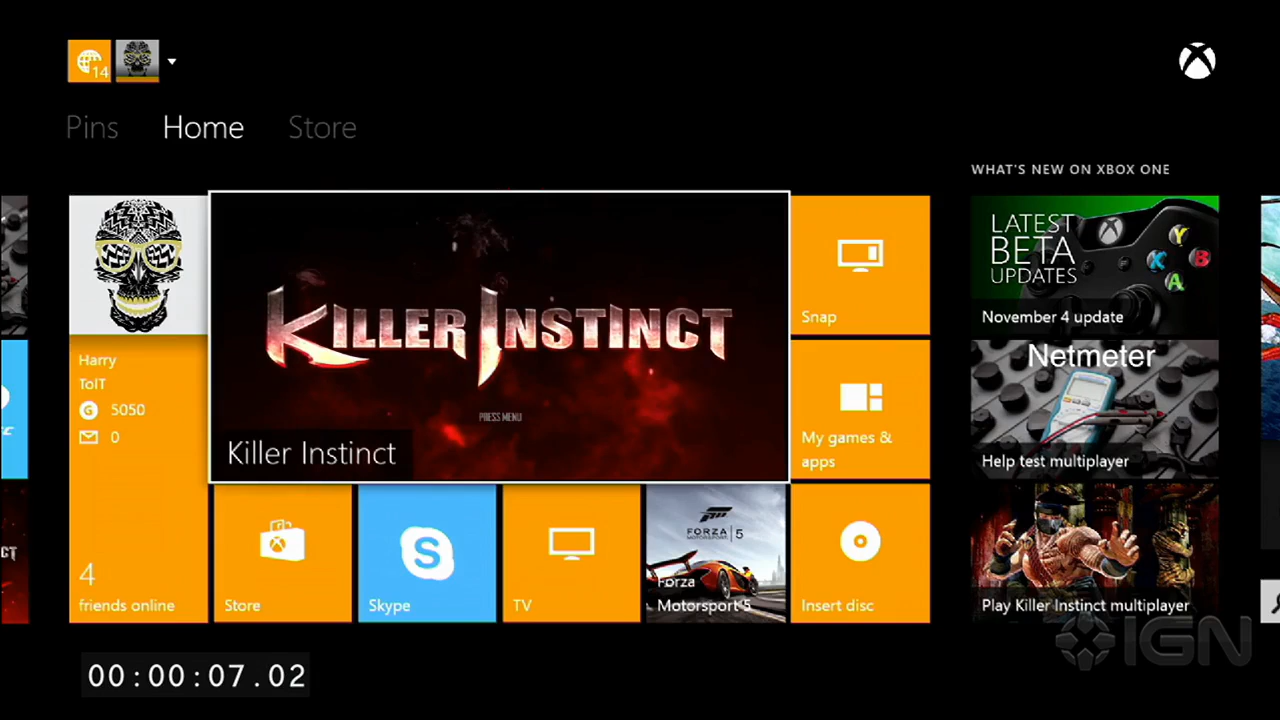 14
Pins Home Store
WHAT'S NEW ON XBOX ONE
Harry
TolT
G 5050
0
4
friends online
KILLER INSTINCT
PRESS MENU
Killer Instinct
Snap
My games &
apps
Store
S
Skype
TV
FORZA
MOTORSPORT 5
Forza
Motorsport 5
Insert disc
LATEST
BETA
UPDATES
Y
X B
A
November 4 update
Netmeter
Help test multiplayer
Play Killer Instinct multiplayer
IGN
00:00:07.02